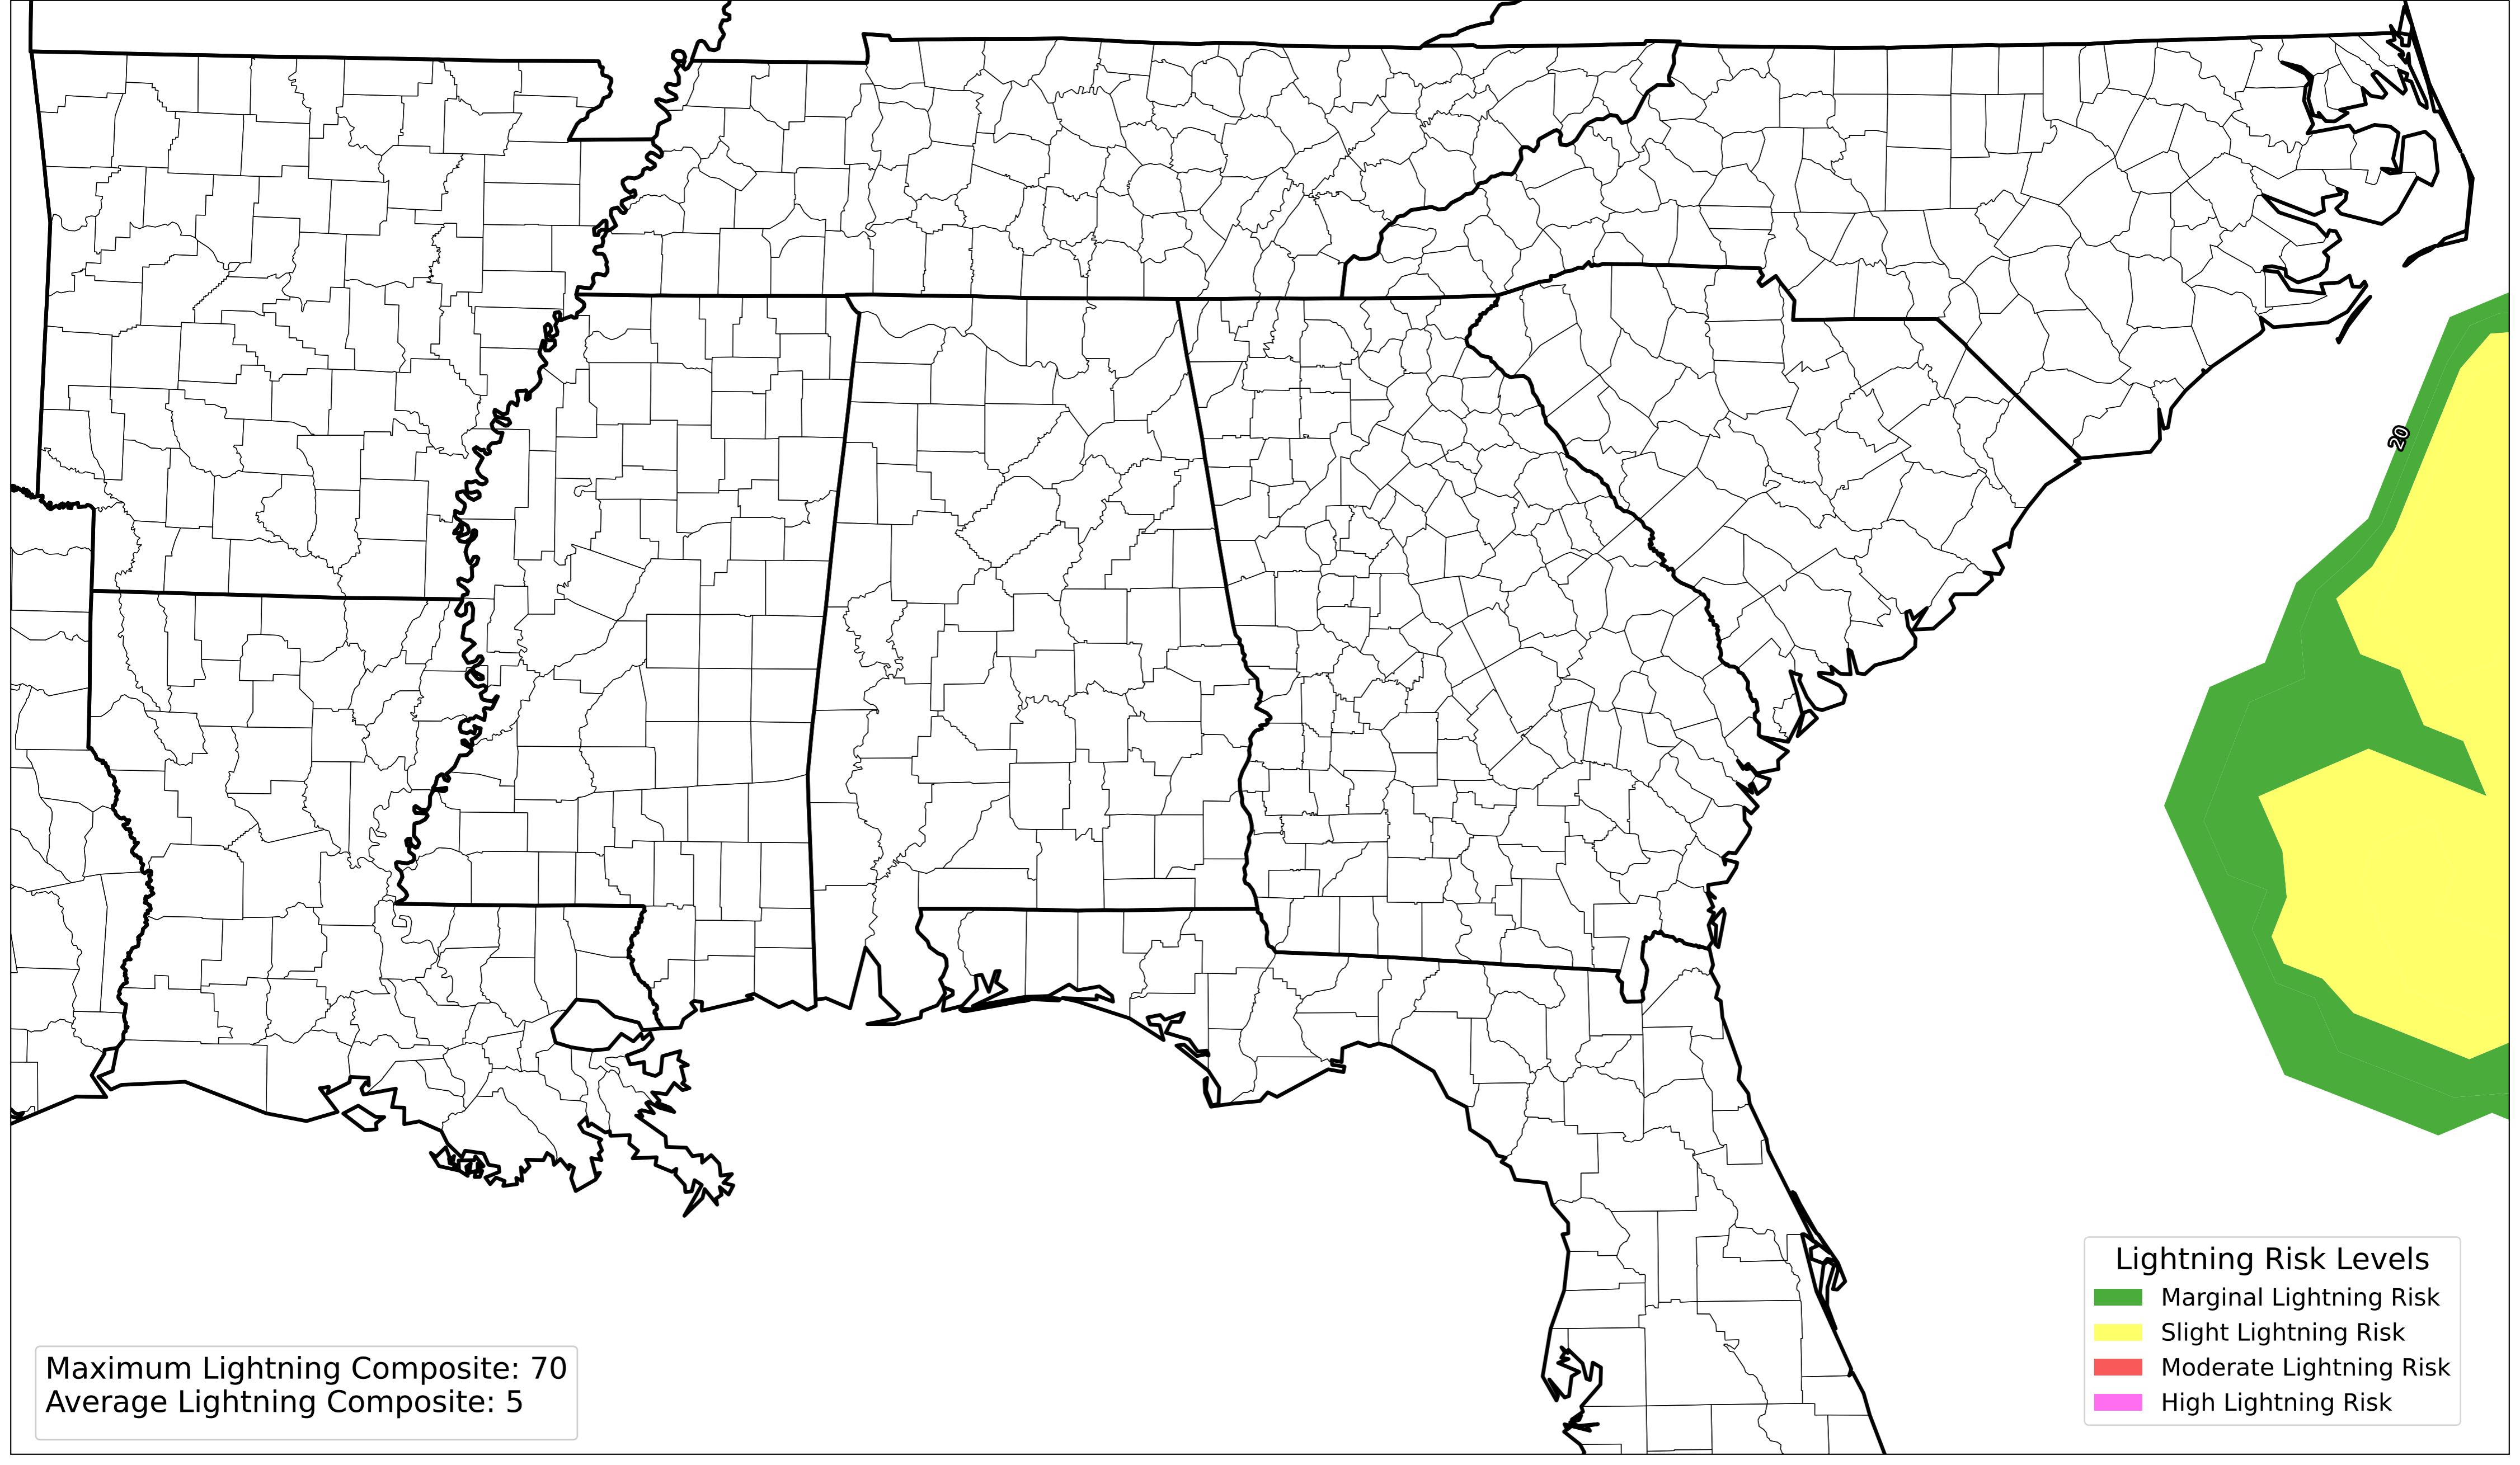 20
Lightning Risk Levels
Marginal Lightning Risk
Slight Lightning Risk
Moderate Lightning Risk
High Lightning Risk
Maximum Lightning Composite: 70
Average Lightning Composite: 5